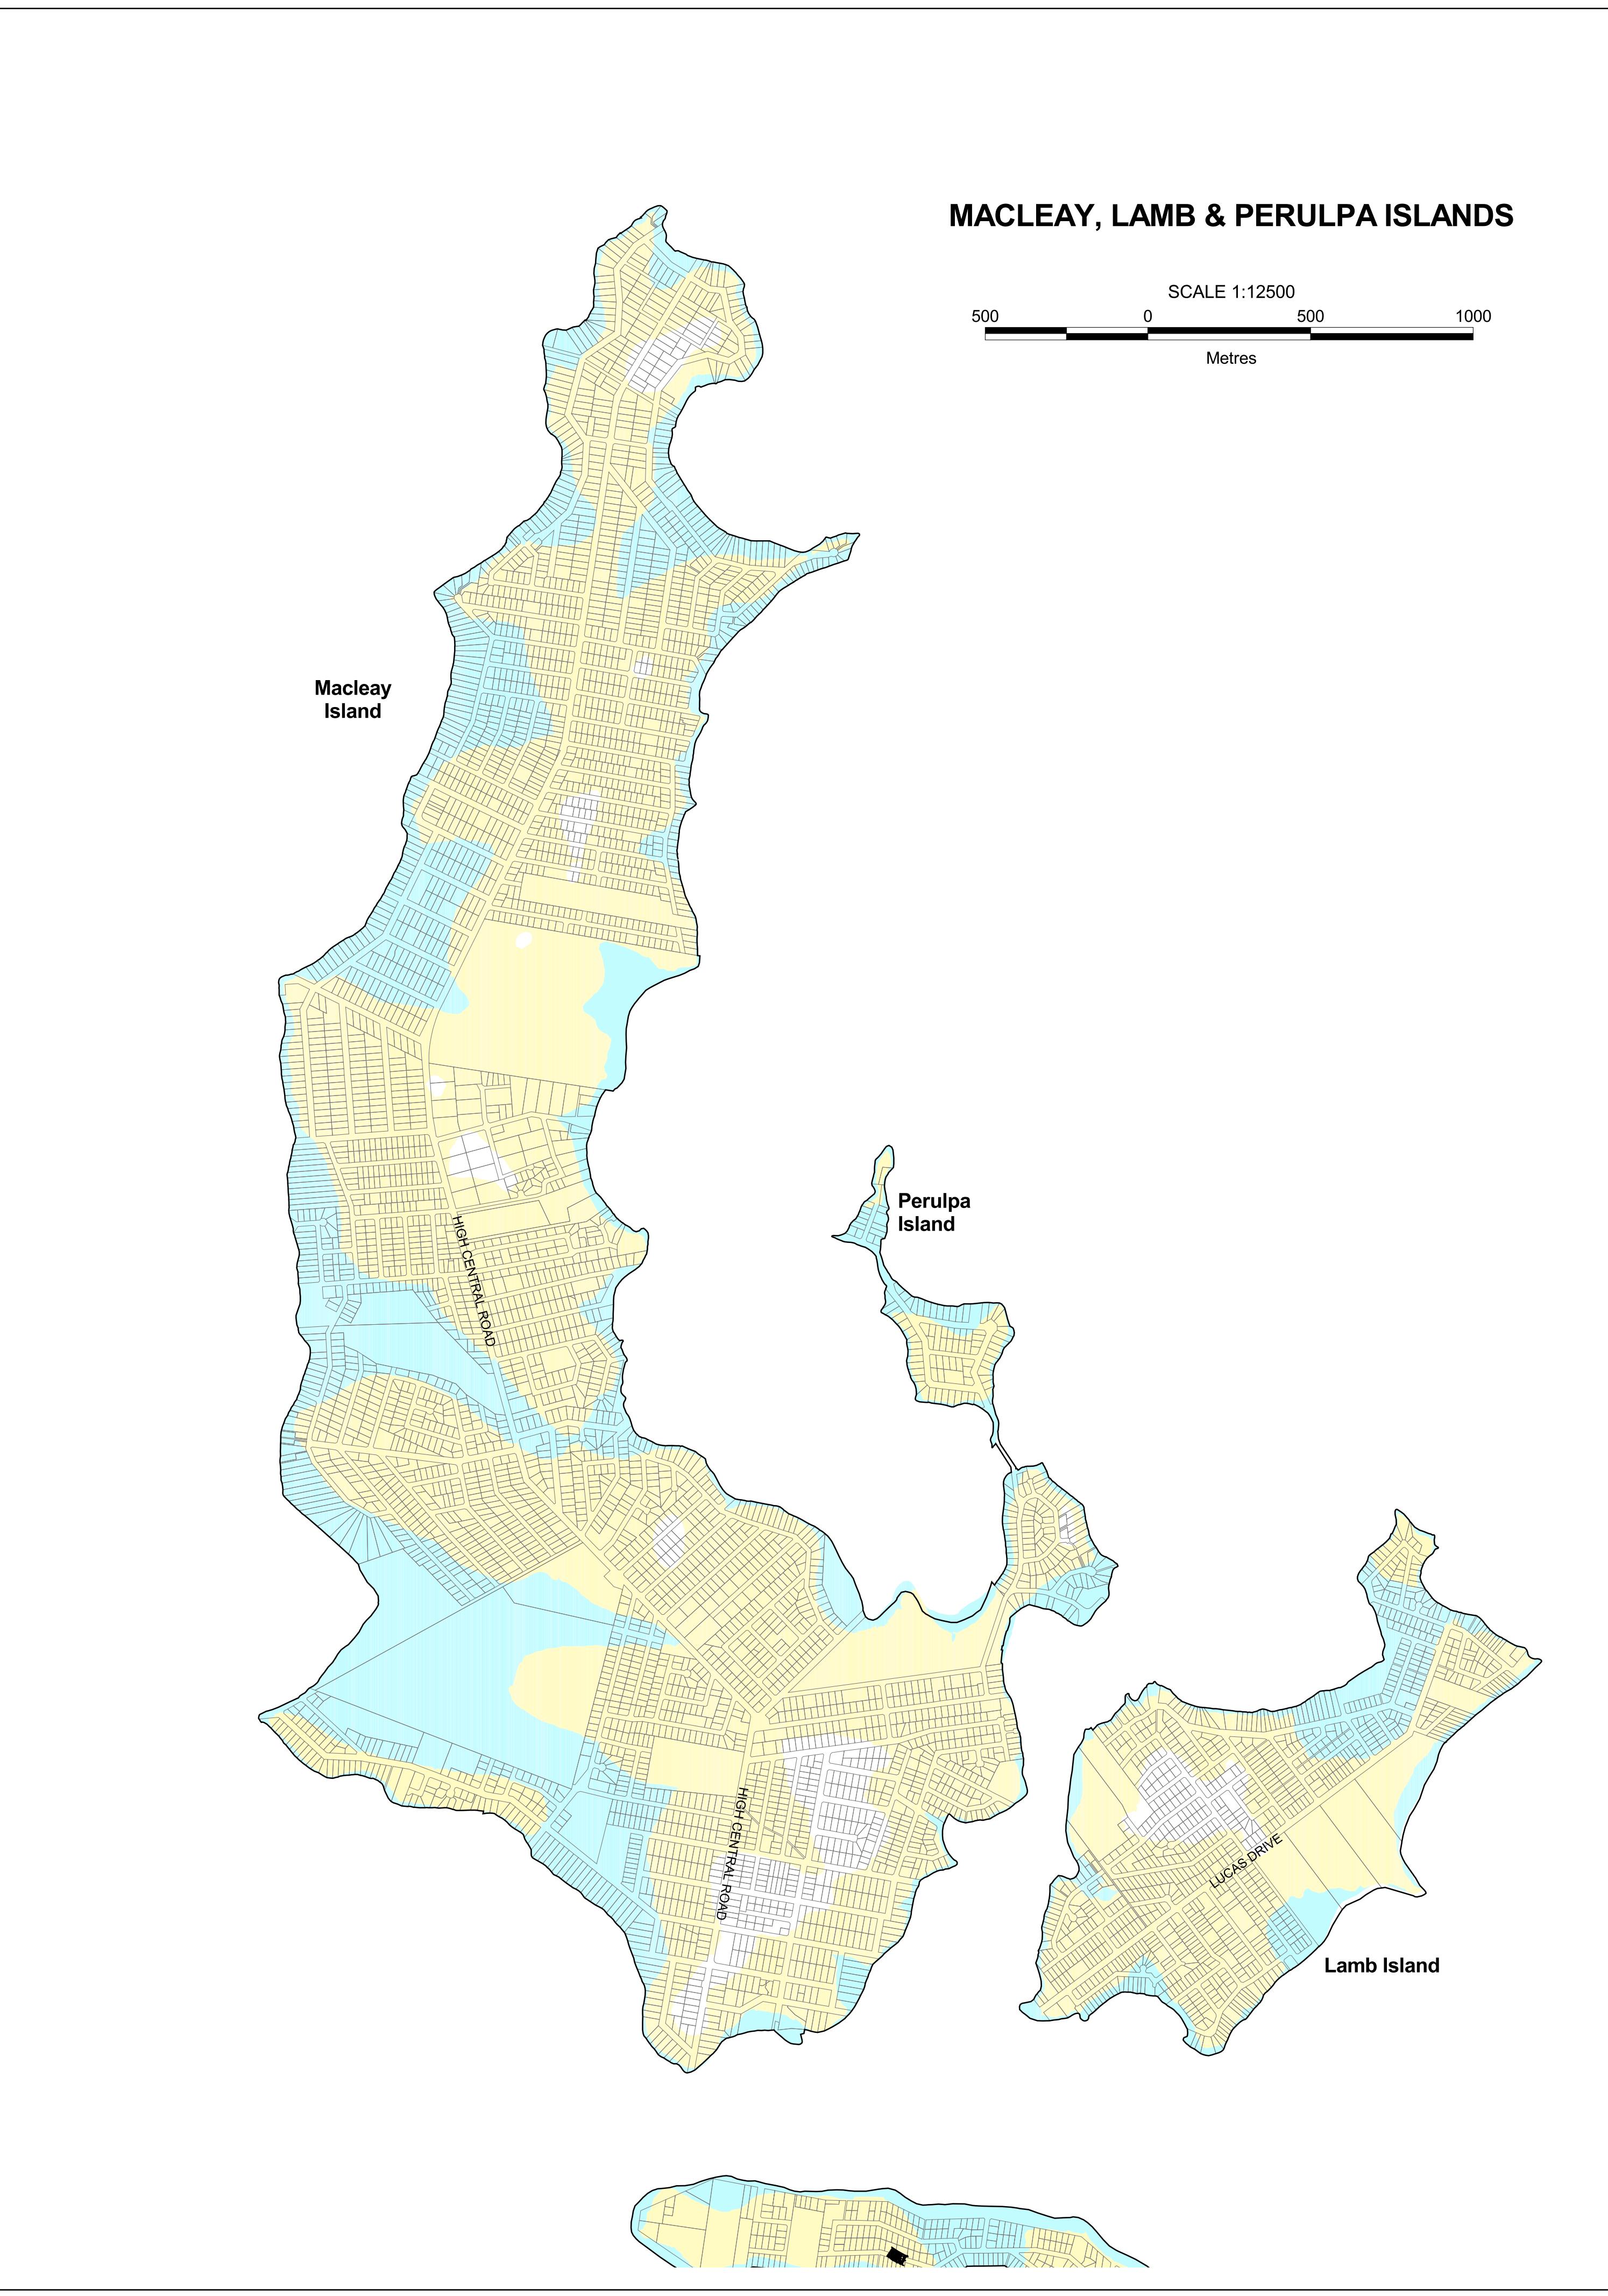 MACLEAY, LAMB & PERULPA ISLANDS
SCALE 1:12500
500 0 500 1000
Metres
Macleay
Island
Perulpa
Island
HIGH CENTRAL ROAD
HIGH CENTRAL ROAD
LUCAS DRIVE
Lamb Island